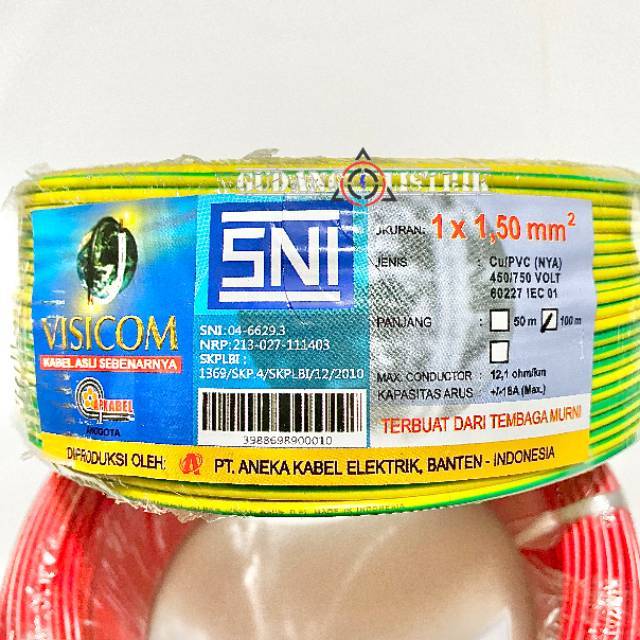 GUDANG LISTRIK
VISICOM
KABEL ASLI SEBENARNYA
APKABEL
ANGGOTA
SNI
SNI: 04-6629.3
NRP: 213-027-111403
SKPLBI :
1369/SKP.4/SKPLBI/12/2010
3988698900010
UKURAN: 1 x 1,50 mm²
JENIS : Cu/PVC (NYA)
450/750 VOLT
60227 IEC 01
PANJANG : 50 m 100 m
MAX. CONDUCTOR : 12,1 ohm/km
KAPASITAS ARUS : +/-18A (Max.)
TERBUAT DARI TEMBAGA MURNI
DIPRODUKSI OLEH: PT. ANEKA KABEL ELEKTRIK, BANTEN - INDONESIA